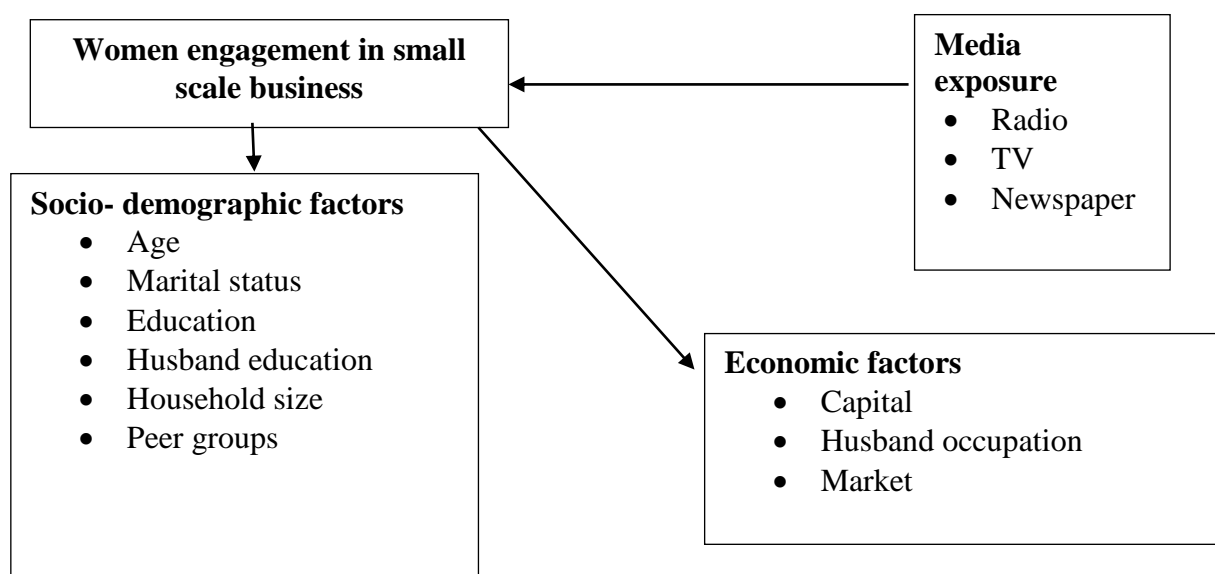 Women engagement in small
scale business
Media
exposure
• Radio
• TV
• Newspaper
Socio- demographic factors
• Age
• Marital status
• Education
• Husband education
• Household size
• Peer groups
Economic factors
• Capital
• Husband occupation
• Market